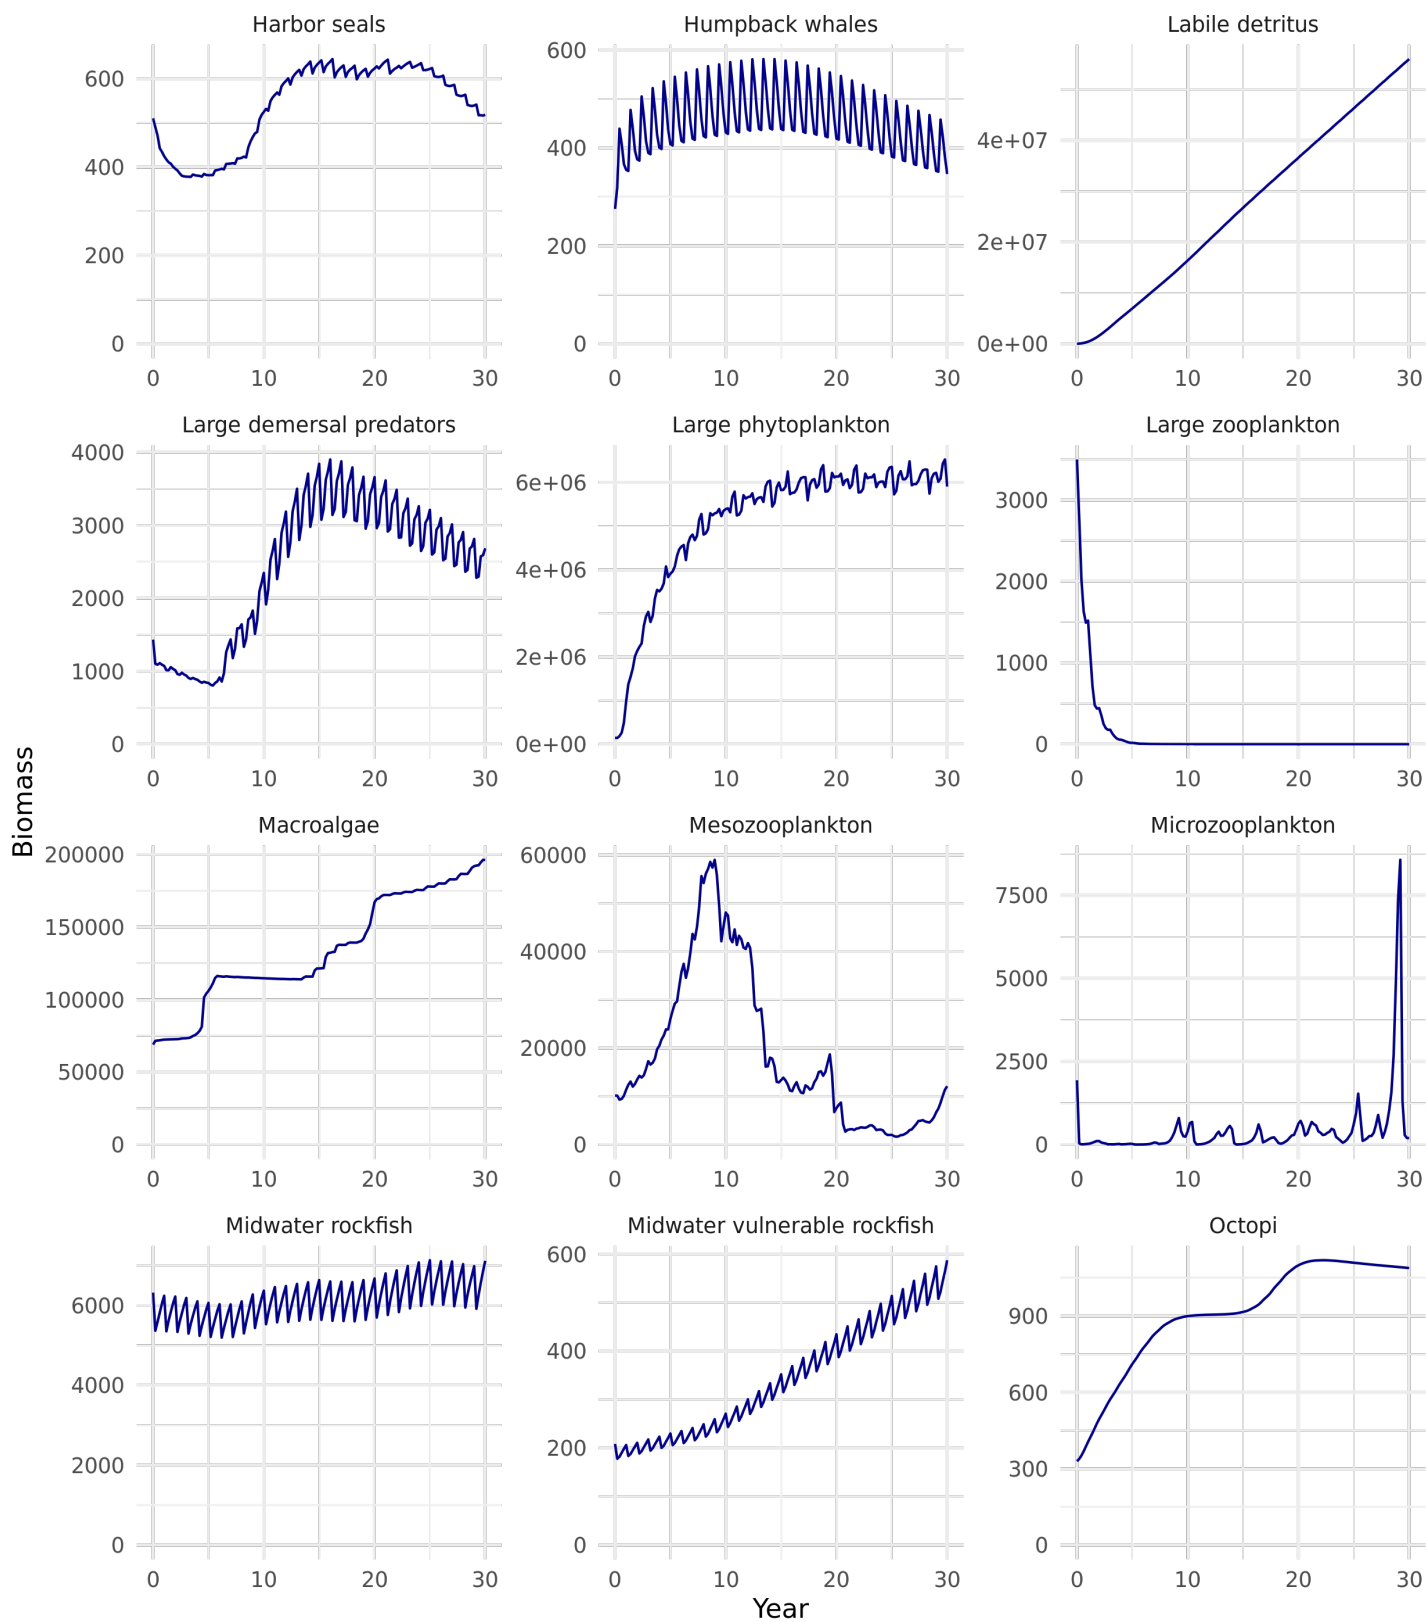 Harbor seals
Humpback whales
Labile detritus
600
400
200
0
0 10 20 30
600
400
200
0
0 10 20 30
4e+07
2e+07
0e+00
0 10 20 30
Large demersal predators
Large phytoplankton
Large zooplankton
4000
3000
2000
1000
0
0 10 20 30
6e+06
4e+06
2e+06
0e+00
0 10 20 30
3000
2000
1000
0
0 10 20 30
Biomass
Macroalgae
Mesozooplankton
Microzooplankton
200000
150000
100000
50000
0
0 10 20 30
60000
40000
20000
0
0 10 20 30
7500
5000
2500
0
0 10 20 30
Midwater rockfish
Midwater vulnerable rockfish
Octopi
6000
4000
2000
0
0 10 20 30
600
400
200
0
0 10 20 30
900
600
300
0
0 10 20 30
Year